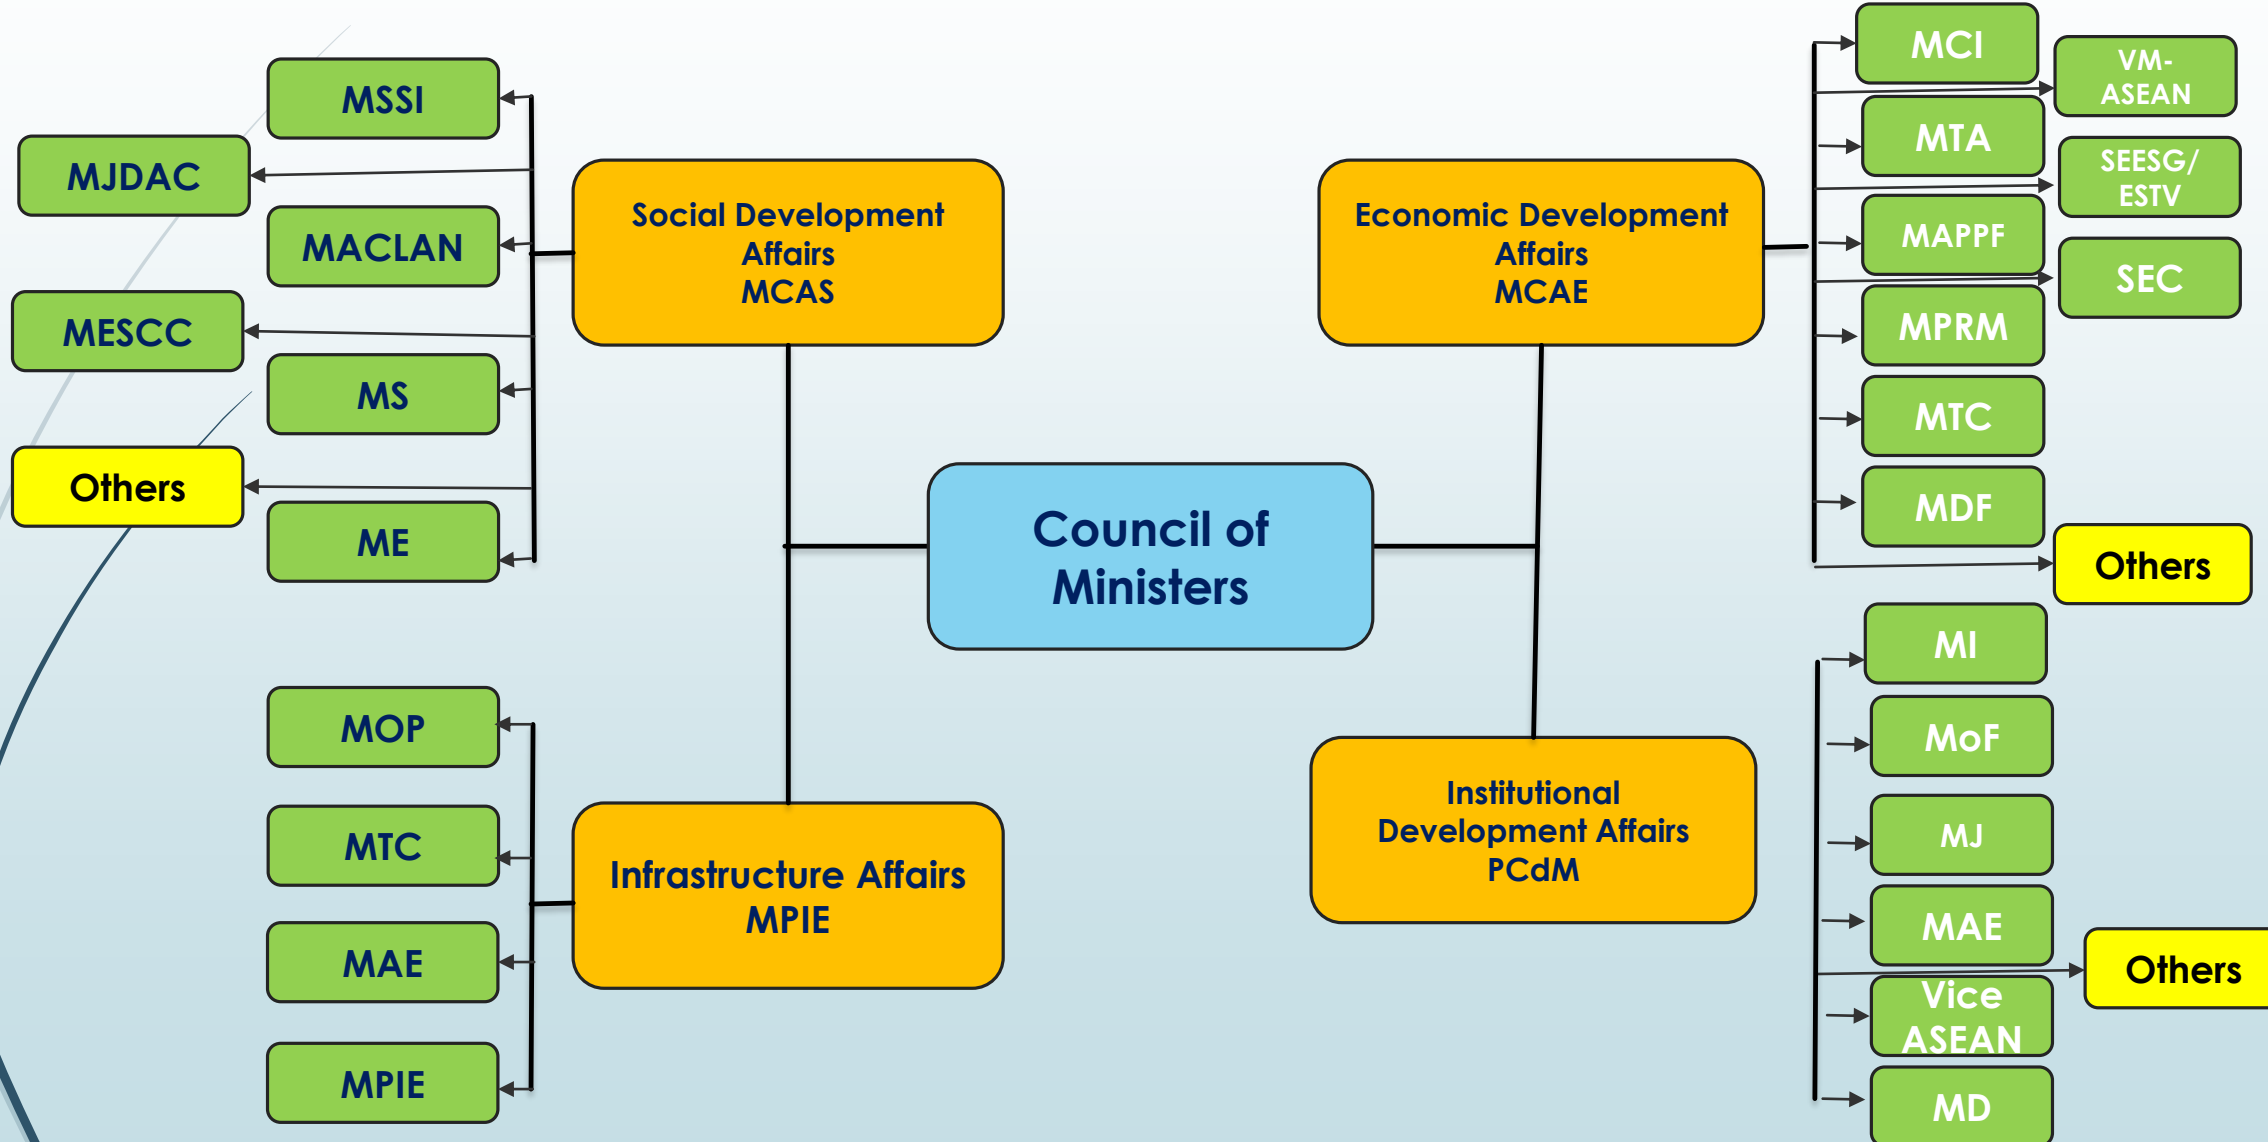 MSSI
MJDAC
MACLAN
MESCC
MS
Others
ME
Social Development
Affairs
MCAS
Economic Development
Affairs
MCAE
MCI
VM-
ASEAN
MTA
SEESG/
ESTV
MAPPF
SEC
MPRM
MTC
MDF
Others
Council of
Ministers
MOP
MTC
MAE
MPIE
Infrastructure Affairs
MPIE
Institutional
Development Affairs
PCdM
MI
MoF
MJ
MAE
Others
Vice
ASEAN
MD